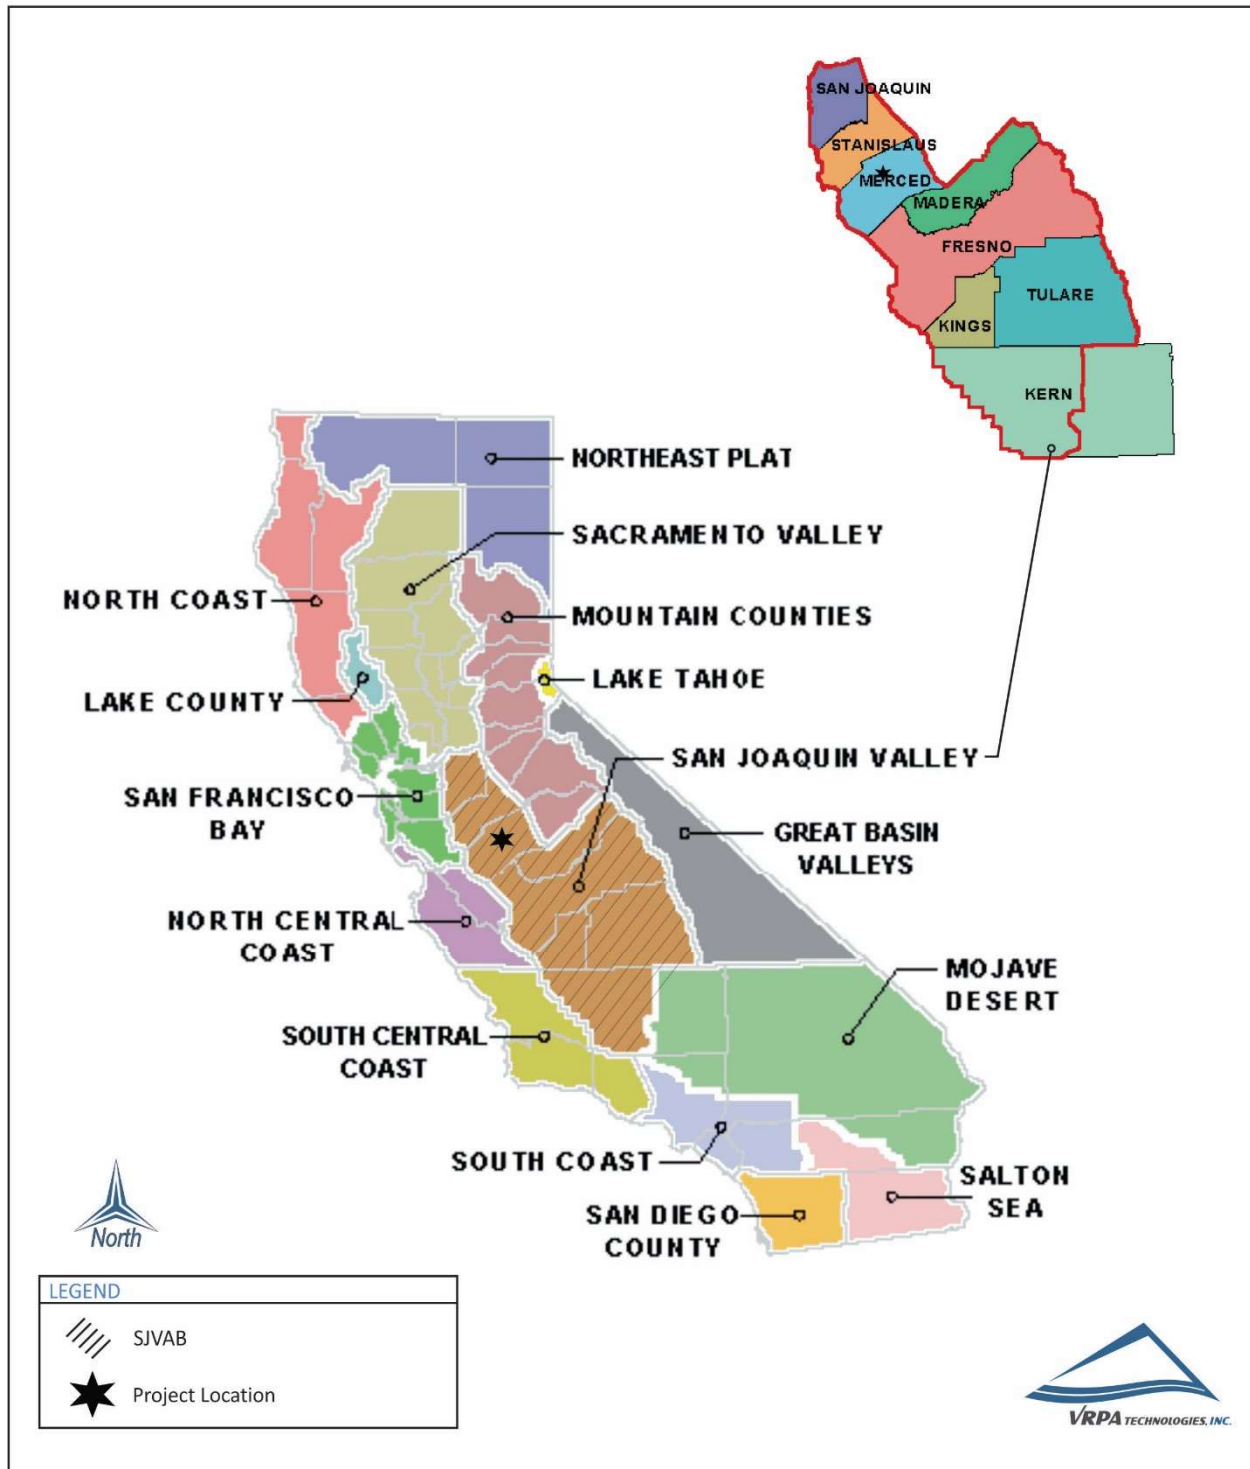 SAN JOAQUIN
STANISLAUS
MERCED
MADERA
FRESNO
TULARE
KINGS
KERN
NORTHEAST PLAT
SACRAMENTO VALLEY
NORTH COAST
MOUNTAIN COUNTIES
LAKE TAHOE
LAKE COUNTY
SAN JOAQUIN VALLEY
SAN FRANCISCO
BAY
GREAT BASIN
VALLEYS
NORTH CENTRAL
COAST
MOJAVE
DESERT
SOUTH CENTRAL
COAST
SOUTH COAST
SALTON
SEA
SAN DIEGO
COUNTY
North
LEGEND
SJVAB
Project Location
VRPA TECHNOLOGIES, INC.